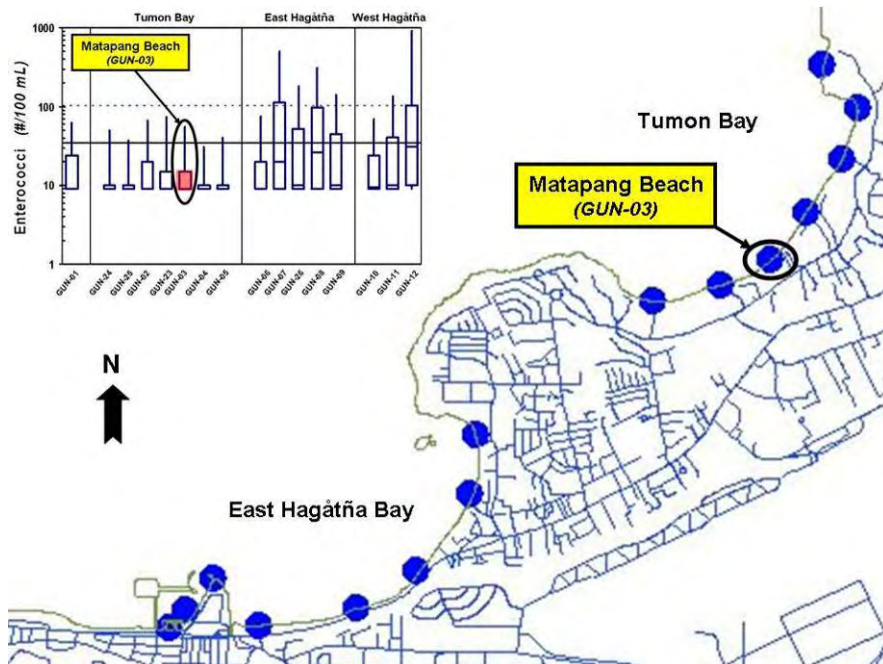 Tumon Bay East Hagåtña West Hagåtña
1000
100
10
1
Enterococci (#/100 mL)
Matapang Beach
(GUN-03)
GUN-01 GUN-24 GUN-25 GUN-02 GUN-23 GUN-03 GUN-04 GUN-05 GUN-06 GUN-07 GUN-26 GUN-08 GUN-09 GUN-10 GUN-11 GUN-12
Tumon Bay
Matapang Beach
(GUN-03)
N
East Hagåtña Bay